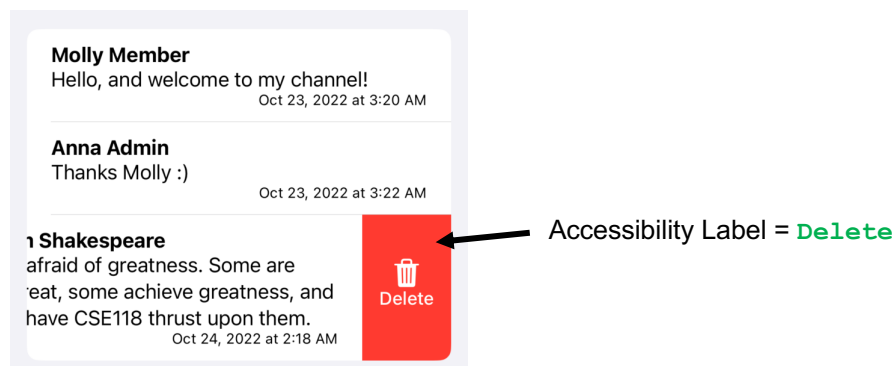 Molly Member
Hello, and welcome to my channel!
Oct 23, 2022 at 3:20 AM
Anna Admin
Thanks Molly :)
Oct 23, 2022 at 3:22 AM
Shakespeare
afraid of greatness. Some are
eat, some achieve greatness, and
have CSE118 thrust upon them.
Oct 24, 2022 at 2:18 AM
Delete
Accessibility Label = Delete